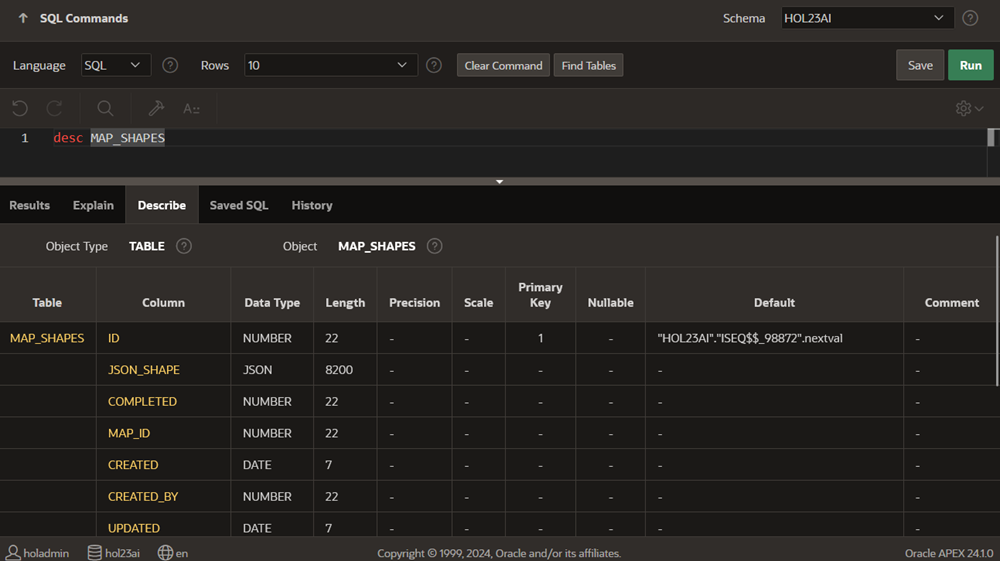 SQL Commands Schema HOL23AI
Language SQL Rows 10 Clear Command Find Tables Save Run
A::
1 desc MAP_SHAPES
Results Explain Describe Saved SQL History
Object Type TABLE Object MAP_SHAPES
Table Column Data Type Length Precision Scale Primary Key Nullable Default Comment
MAP_SHAPES ID NUMBER 22 - - 1 - "HOL23AI"."ISEQ$$_98872".nextval -
JSON_SHAPE JSON 8200 - - - - - -
COMPLETED NUMBER 22 - - - - - -
MAP_ID NUMBER 22 - - - - - -
CREATED DATE 7 - - - - - -
CREATED_BY NUMBER 22 - - - - - -
UPDATED DATE 7 - - - - - -
holadmin hol23ai en Copyright © 1999, 2024, Oracle and/or its affiliates. Oracle APEX 24.1.0